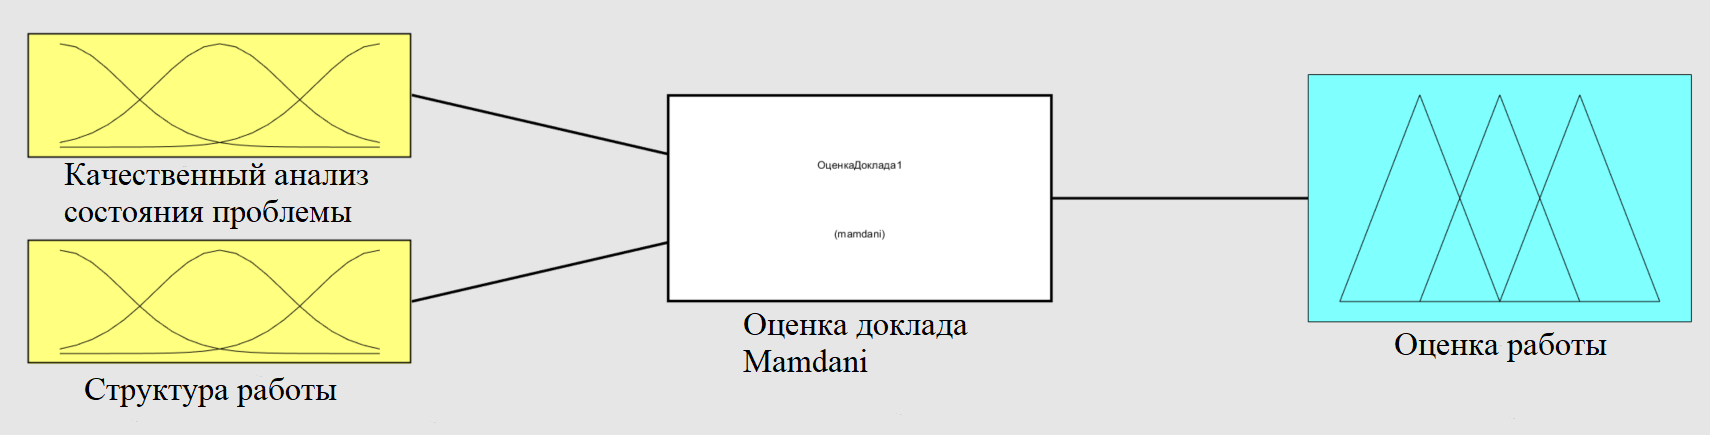 Качественный анализ
состояния проблемы
Структура работы
ОценкаДоклада1
(mamdani)
Оценка доклада
Mamdani
Оценка работы